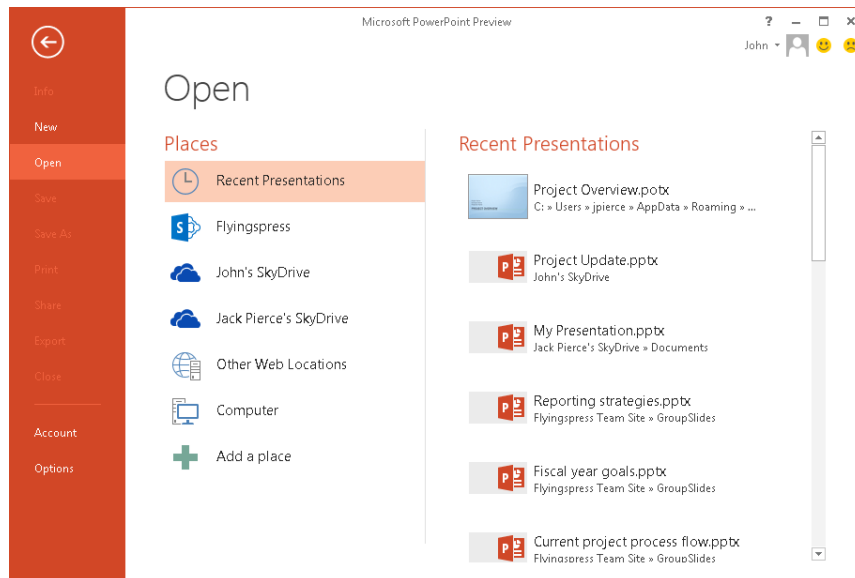 Microsoft PowerPoint Preview
?
John
Info
New
Open
Save
Save As
Print
Share
Export
Close
Account
Options
Open
Places
Recent Presentations
Flyingspress
John's SkyDrive
Jack Pierce's SkyDrive
Other Web Locations
Computer
Add a place
Recent Presentations
Project Overview.potx
C: » Users » jpierce » AppData » Roaming » ...
Project Update.pptx
John's SkyDrive
My Presentation.pptx
Jack Pierce's SkyDrive » Documents
Reporting strategies.pptx
Flyingspress Team Site » GroupSlides
Fiscal year goals.pptx
Flyingspress Team Site » GroupSlides
Current project process flow.pptx
Flyingspress Team Site » GroupSlides